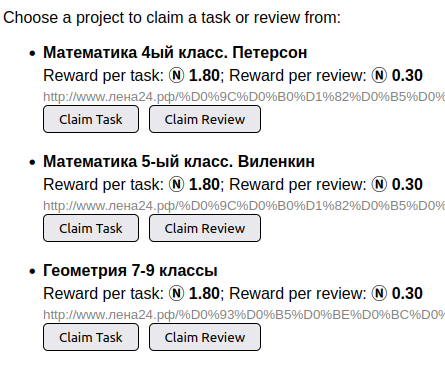 Choose a project to claim a task or review from:
Математика 4ый класс. Петерсон
Reward per task: Ⓝ 1.80; Reward per review: Ⓝ 0.30
http://www.лена24.рф/%D0%9C%D0%B0%D1%82%D0%B5%D0%
Claim Task Claim Review
Математика 5-ый класс. Виленкин
Reward per task: Ⓝ 1.80; Reward per review: Ⓝ 0.30
http://www.лена24.рф/%D0%9C%D0%B0%D1%82%D0%B5%D0%
Claim Task Claim Review
Геометрия 7-9 классы
Reward per task: Ⓝ 1.80; Reward per review: Ⓝ 0.30
http://www.лена24.рф/%D0%93%D0%B5%D0%BE%D0%BC%D0%
Claim Task Claim Review